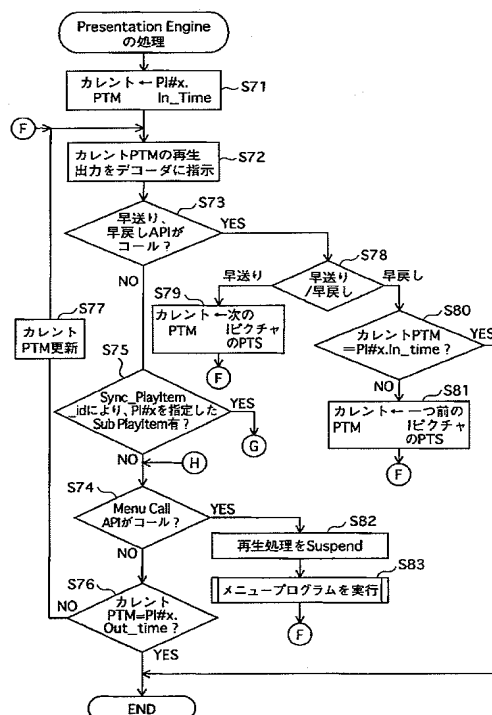 Presentation Engine
の処理
カレント ← PI#x.
PTM In_Time
S71
F
カレントPTMの再生
出力をデコーダに指示
S72
早送り、
早戻しAPIが
コール?
S73
YES
NO
早送り
/早戻し
S78
早送り
早戻し
S79
カレント ←次の
PTM Iピクチャ
のPTS
F
カレントPTM
=PI#x.In_time ?
S80
YES
NO
S81
カレント ← 一つ前の
PTM Iピクチャ
のPTS
F
S77
カレント
PTM更新
S75
Sync_PlayItem
_idにより、PI#xを指定した
Sub PlayItem有?
YES
G
NO
H
S74
Menu Call
APIがコール?
YES
NO
S82
再生処理をSuspend
S83
メニュープログラムを実行
F
S76
カレント
PTM=PI#x.
Out_time ?
NO
YES
END